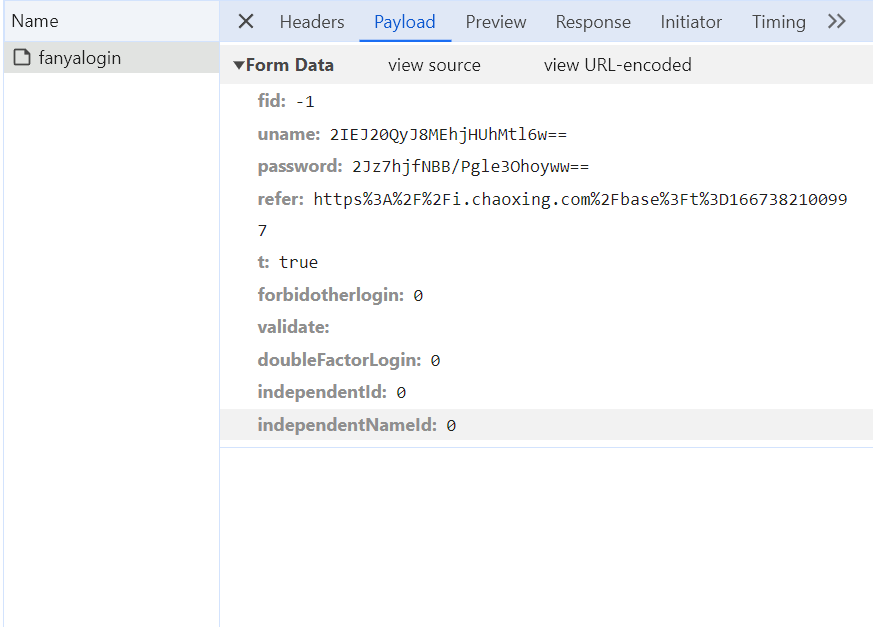 Name
Headers Payload Preview Response Initiator Timing
fanyalogin
Form Data view source view URL-encoded
fid: -1
uname: 2IEJ20QyJ8MEhjHUhMtl6w==
password: 2Jz7hjfNBB/Pgle3Ohoyww==
refer: https%3A%2F%2Fi.chaoxing.com%2Fbase%3Ft%3D166738210099
7
t: true
forbidotherlogin: 0
validate:
doubleFactorLogin: 0
independentId: 0
independentNameId: 0